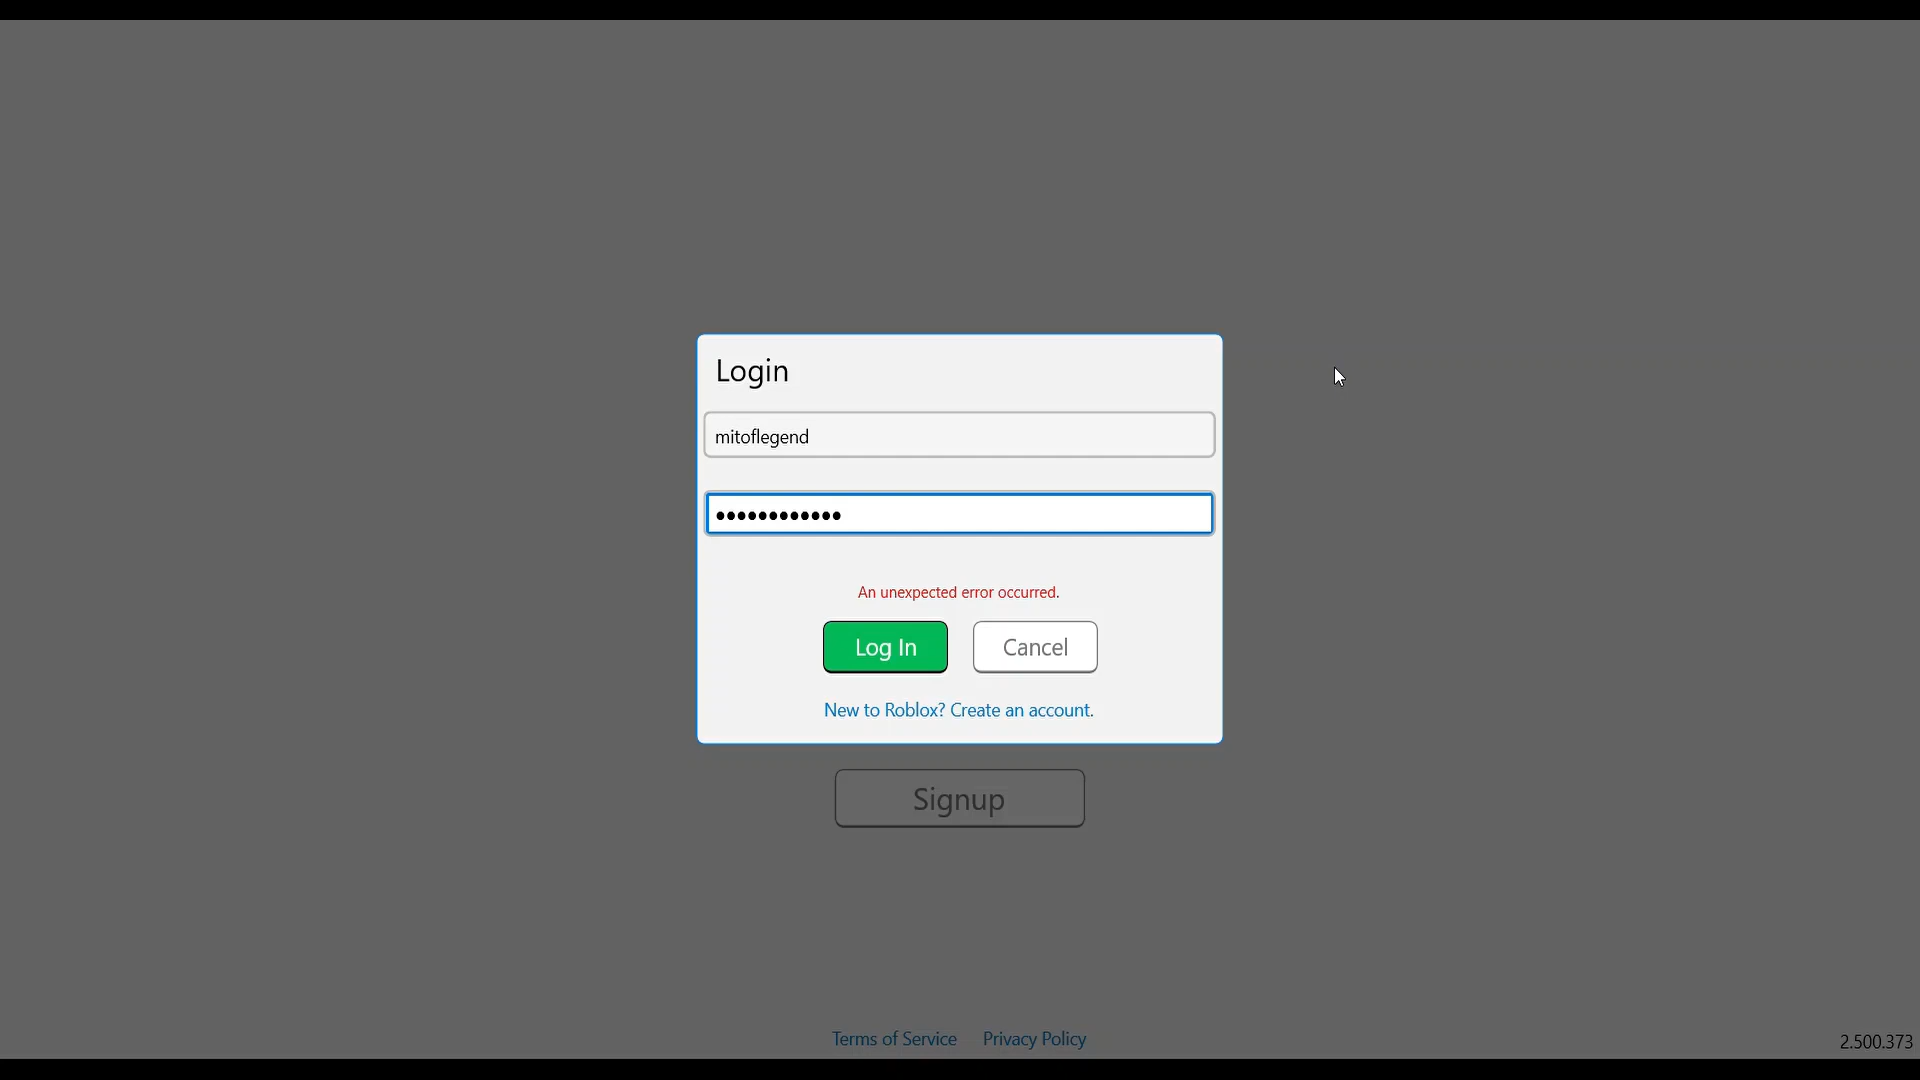 Login
mitoflegend
••••••••••••
An unexpected error occurred.
Log In
Cancel
New to Roblox? Create an account.
Signup
Terms of Service
Privacy Policy
2.500.373